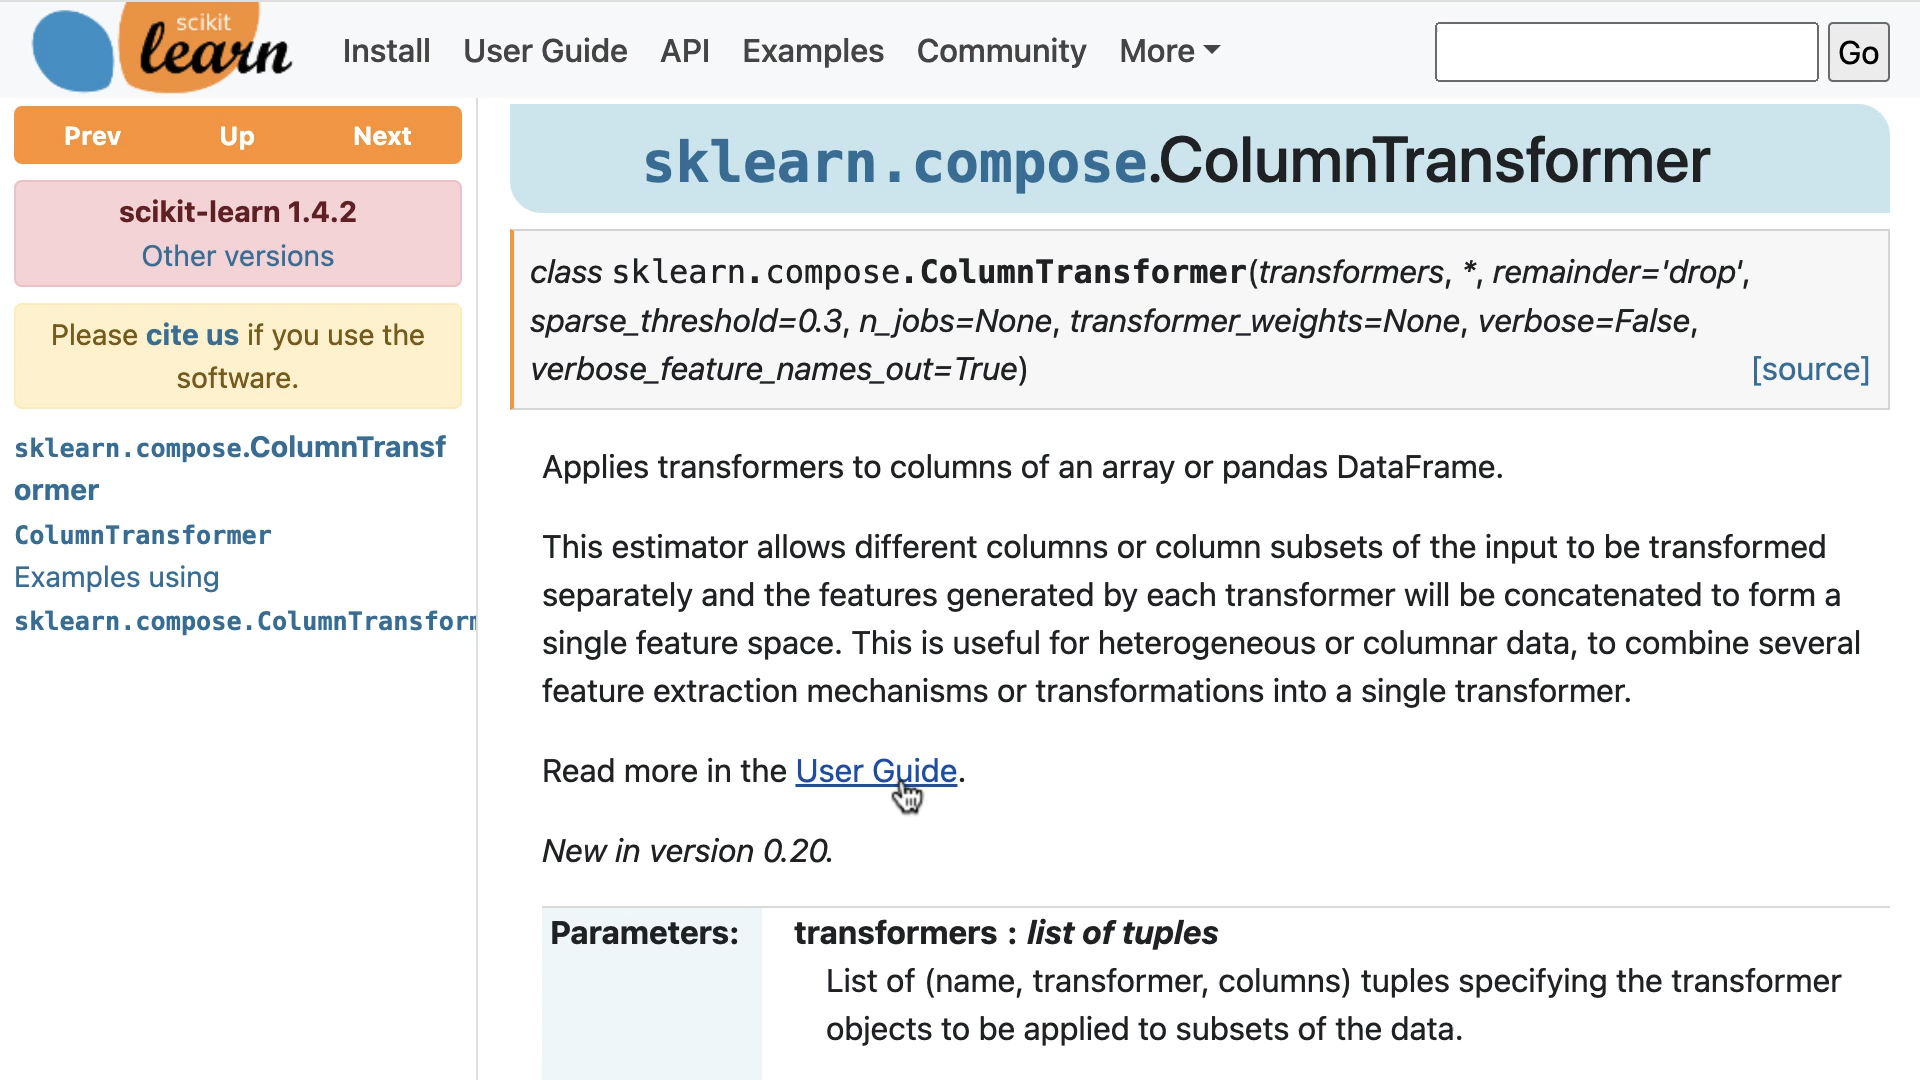 scikit
learn
Install User Guide API Examples Community More
Go
Prev Up Next
scikit-learn 1.4.2
Other versions
Please cite us if you use the
software.
sklearn.compose.ColumnTransf
ormer
ColumnTransformer
Examples using
sklearn.compose.ColumnTransform
sklearn.compose.ColumnTransformer
class sklearn.compose.ColumnTransformer(transformers, *, remainder='drop',
sparse_threshold=0.3, n_jobs=None, transformer_weights=None, verbose=False,
verbose_feature_names_out=True) [source]
Applies transformers to columns of an array or pandas DataFrame.
This estimator allows different columns or column subsets of the input to be transformed
separately and the features generated by each transformer will be concatenated to form a
single feature space. This is useful for heterogeneous or columnar data, to combine several
feature extraction mechanisms or transformations into a single transformer.
Read more in the User Guide.
New in version 0.20.
Parameters: transformers : list of tuples
List of (name, transformer, columns) tuples specifying the transformer
objects to be applied to subsets of the data.